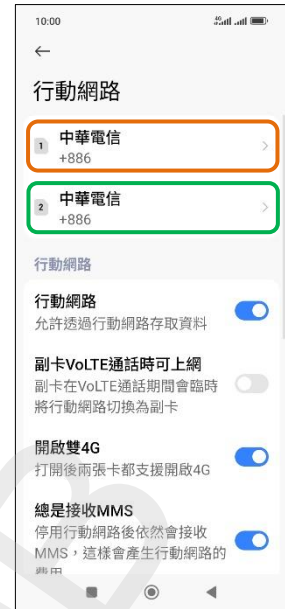 10:00
4G
←
行動網路
1 中華電信
+886
2 中華電信
+886
行動網路
行動網路
允許透過行動網路存取資料
副卡VoLTE通話時可上網
副卡在VoLTE通話期間會臨時
將行動網路切換為副卡
開啟雙4G
打開後兩張卡都支援開啟4G
總是接收MMS
停用行動網路後依然會接收
MMS，這樣會產生行動網路的
費用